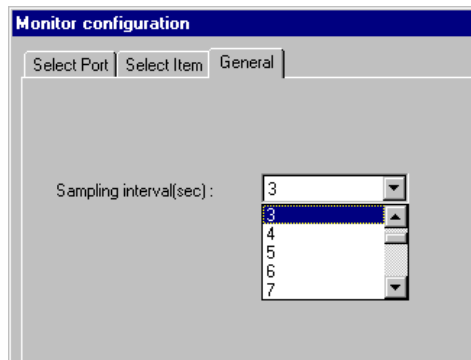 Monitor configuration
Select Port Select Item General
Sampling interval(sec) : 3
3
4
5
6
7